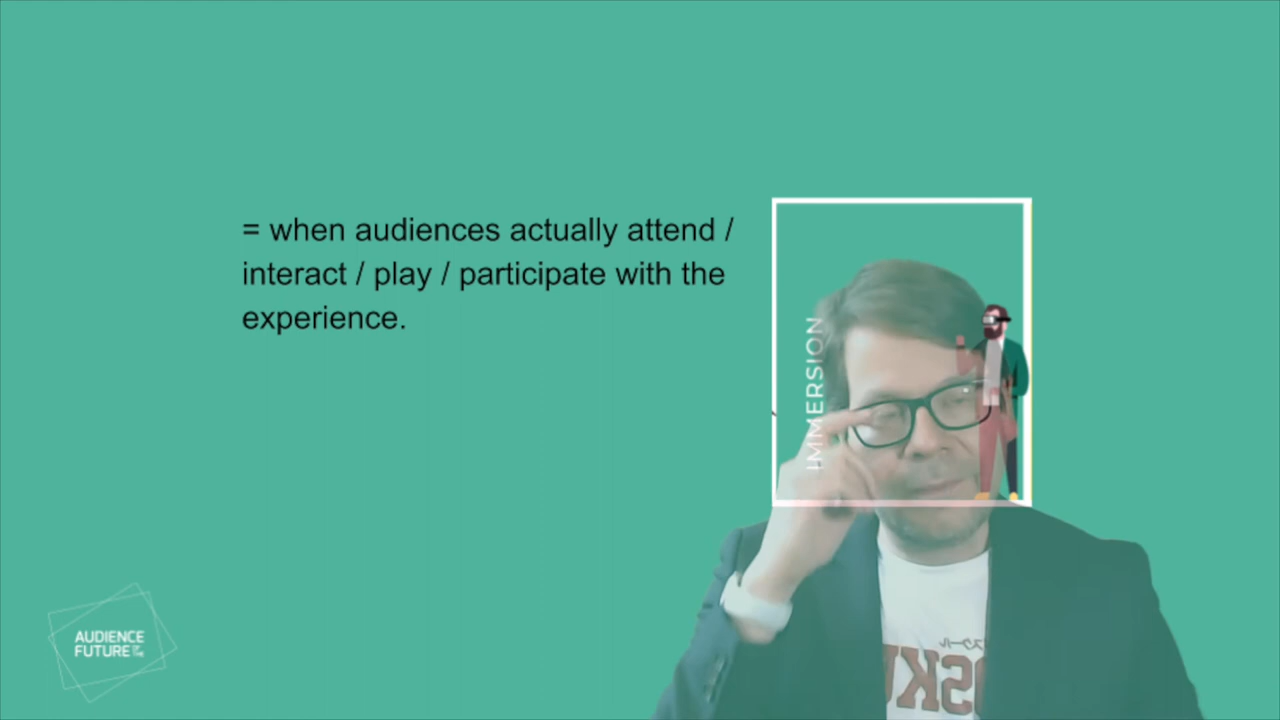 = when audiences actually attend /
interact / play / participate with the
experience.
IMMERSION
AUDIENCE
FUTURE